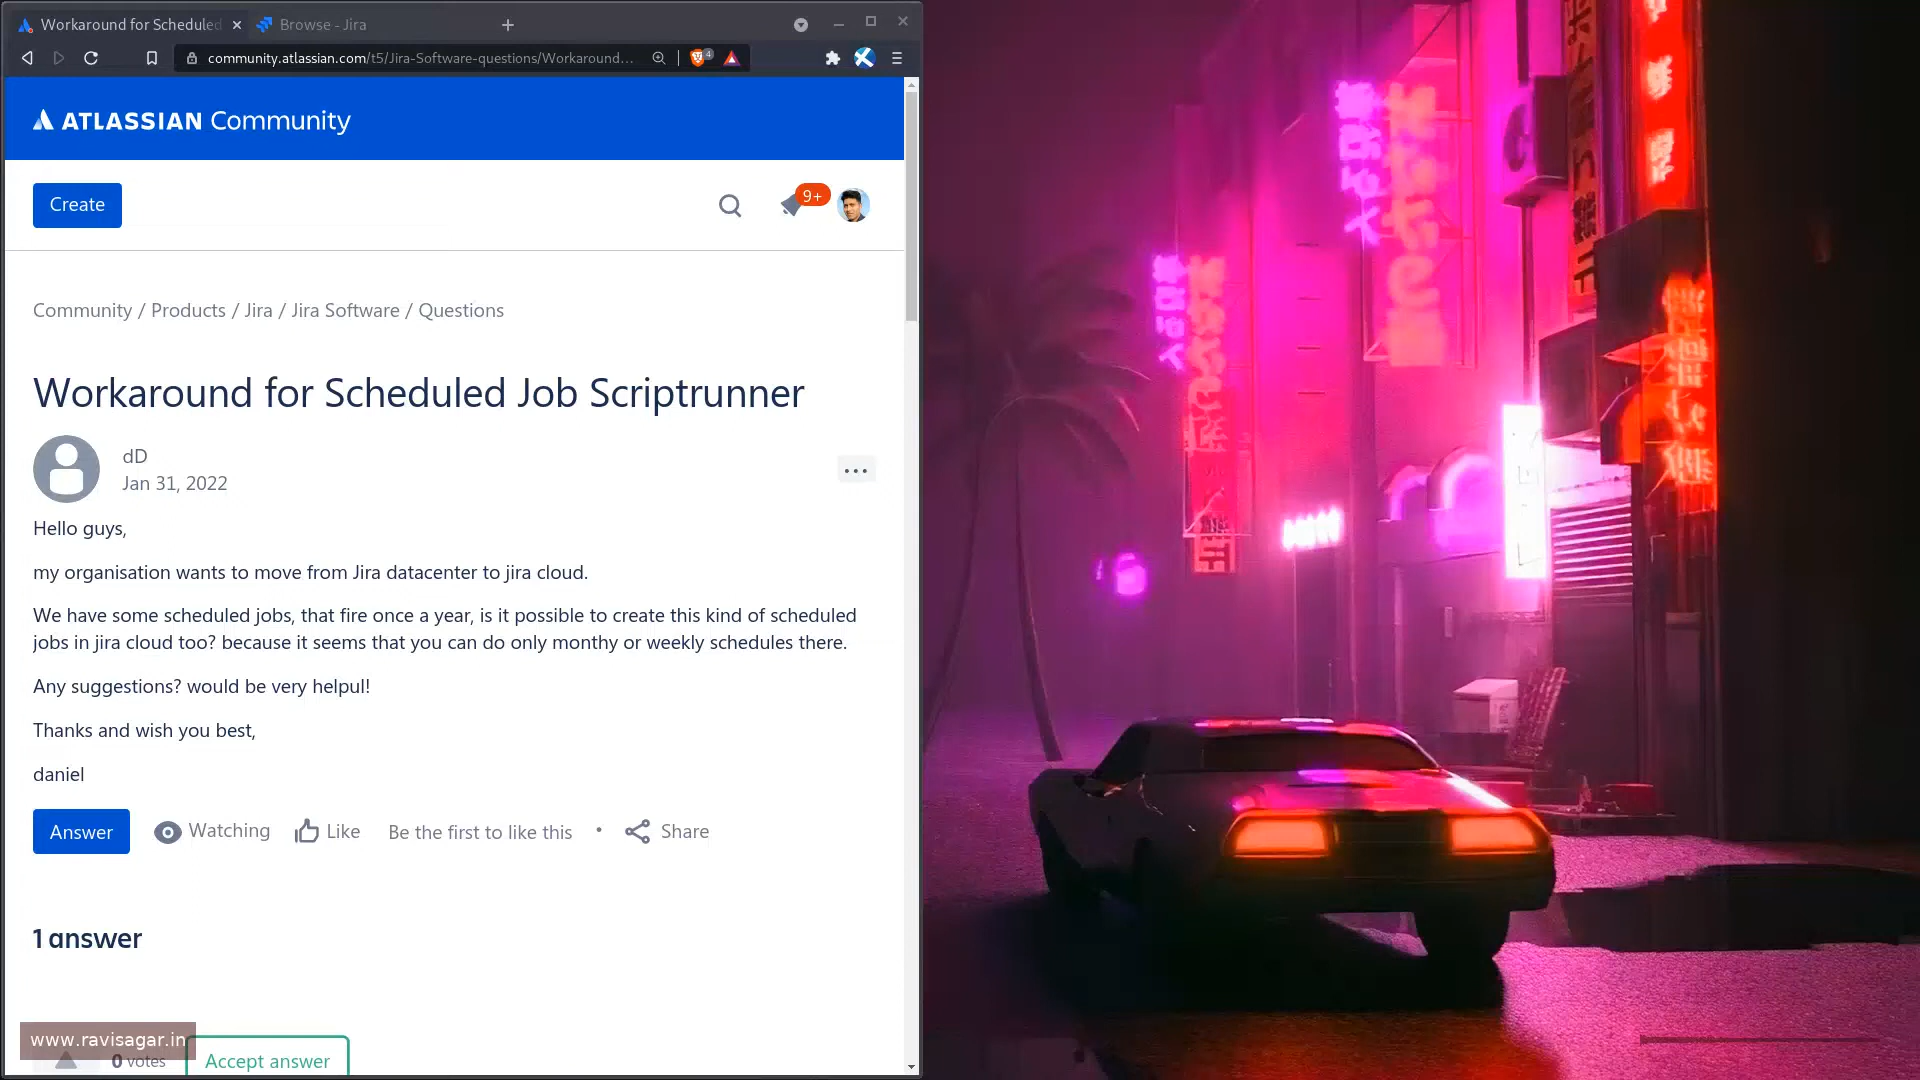 Workaround for Scheduled
Browse - Jira
community.atlassian.com/t5/Jira-Software-questions/Workaround...
4
ATLASSIAN Community
Create
9+
Community / Products / Jira / Jira Software / Questions
Workaround for Scheduled Job Scriptrunner
dD
Jan 31, 2022
Hello guys,
my organisation wants to move from Jira datacenter to jira cloud.
We have some scheduled jobs, that fire once a year, is it possible to create this kind of scheduled
jobs in jira cloud too? because it seems that you can do only monthy or weekly schedules there.
Any suggestions? would be very helpul!
Thanks and wish you best,
daniel
Answer
Watching
Like
Be the first to like this
•
Share
1 answer
www.ravisagar.in
0 votes
Accept answer